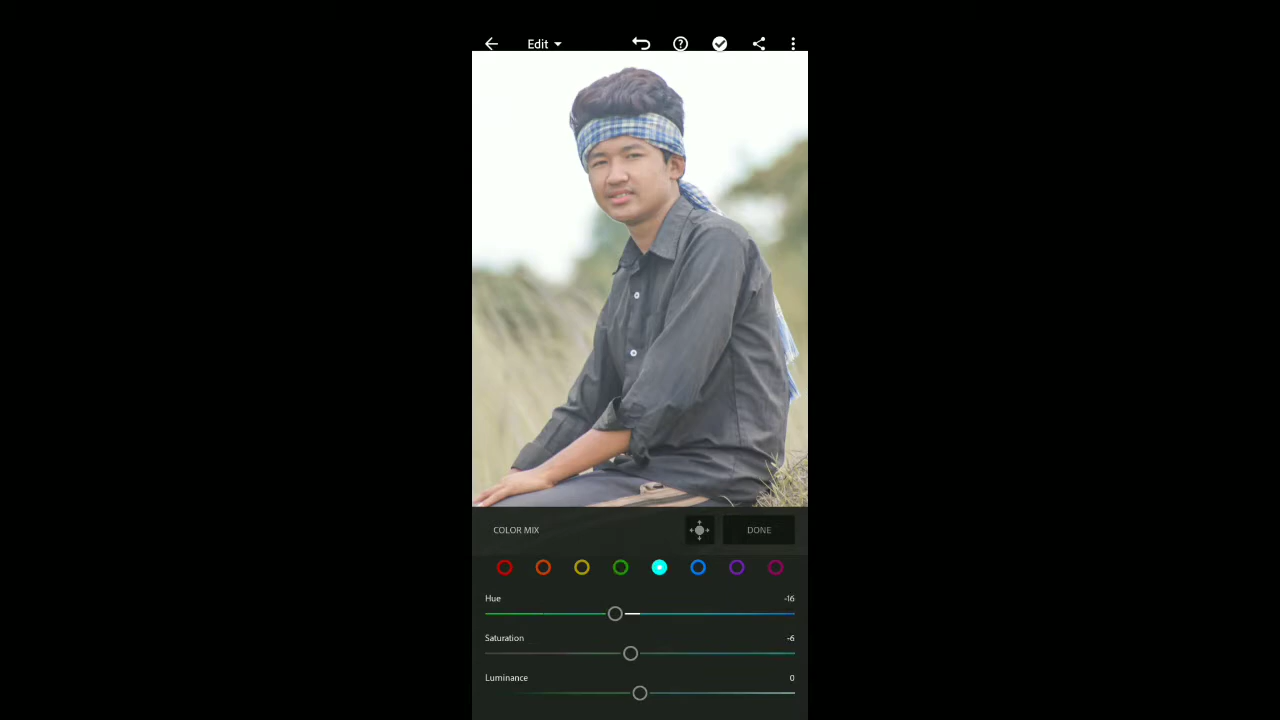 Edit
COLOR MIX
DONE
Hue -16
Saturation -6
Luminance 0